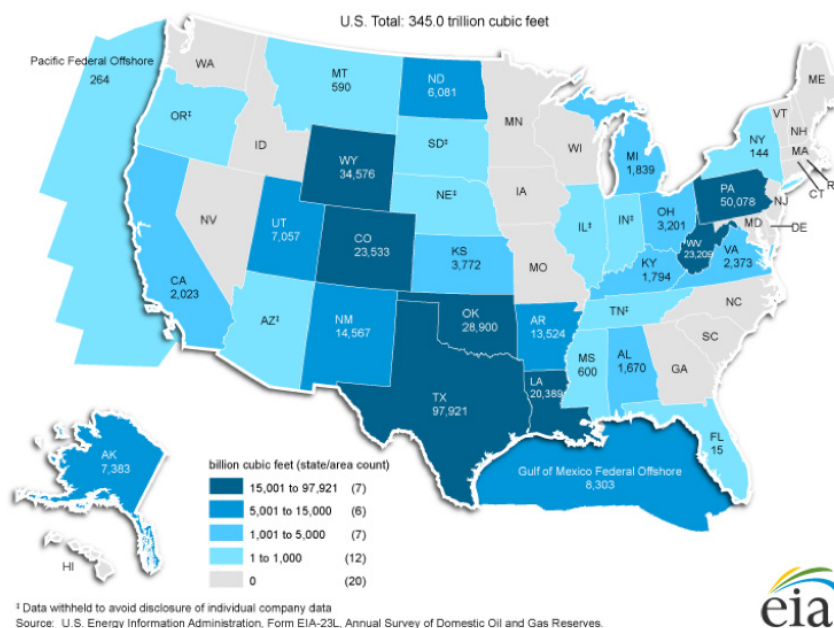 U.S. Total: 345.0 trillion cubic feet
Pacific Federal Offshore
264
WA
MT
590
ND
6,081
MN
ME
VT
NH
MA
R
CT
OR‡
ID
SD‡
WI
MI
1,839
NY
144
WY
34,576
IA
NE‡
PA
50,078
NJ
NV
UT
7,057
CO
23,533
IL‡
IN‡
OH
3,201
MD
DE
WV
23,209
VA
2,373
KS
3,772
MO
KY
1,794
CA
2,023
NC
TN‡
OK
28,900
AR
13,524
SC
AZ‡
NM
14,567
MS
600
AL
1,670
GA
TX
97,921
LA
20,389
FL
15
Gulf of Mexico Federal Offshore
8,303
AK
7,383
HI
billion cubic feet (state/area count)
15,001 to 97,921 (7)
5,001 to 15,000 (6)
1,001 to 5,000 (7)
1 to 1,000 (12)
0 (20)
‡ Data withheld to avoid disclosure of individual company data
Source: U.S. Energy Information Administration, Form EIA-23L, Annual Survey of Domestic Oil and Gas Reserves.
eia